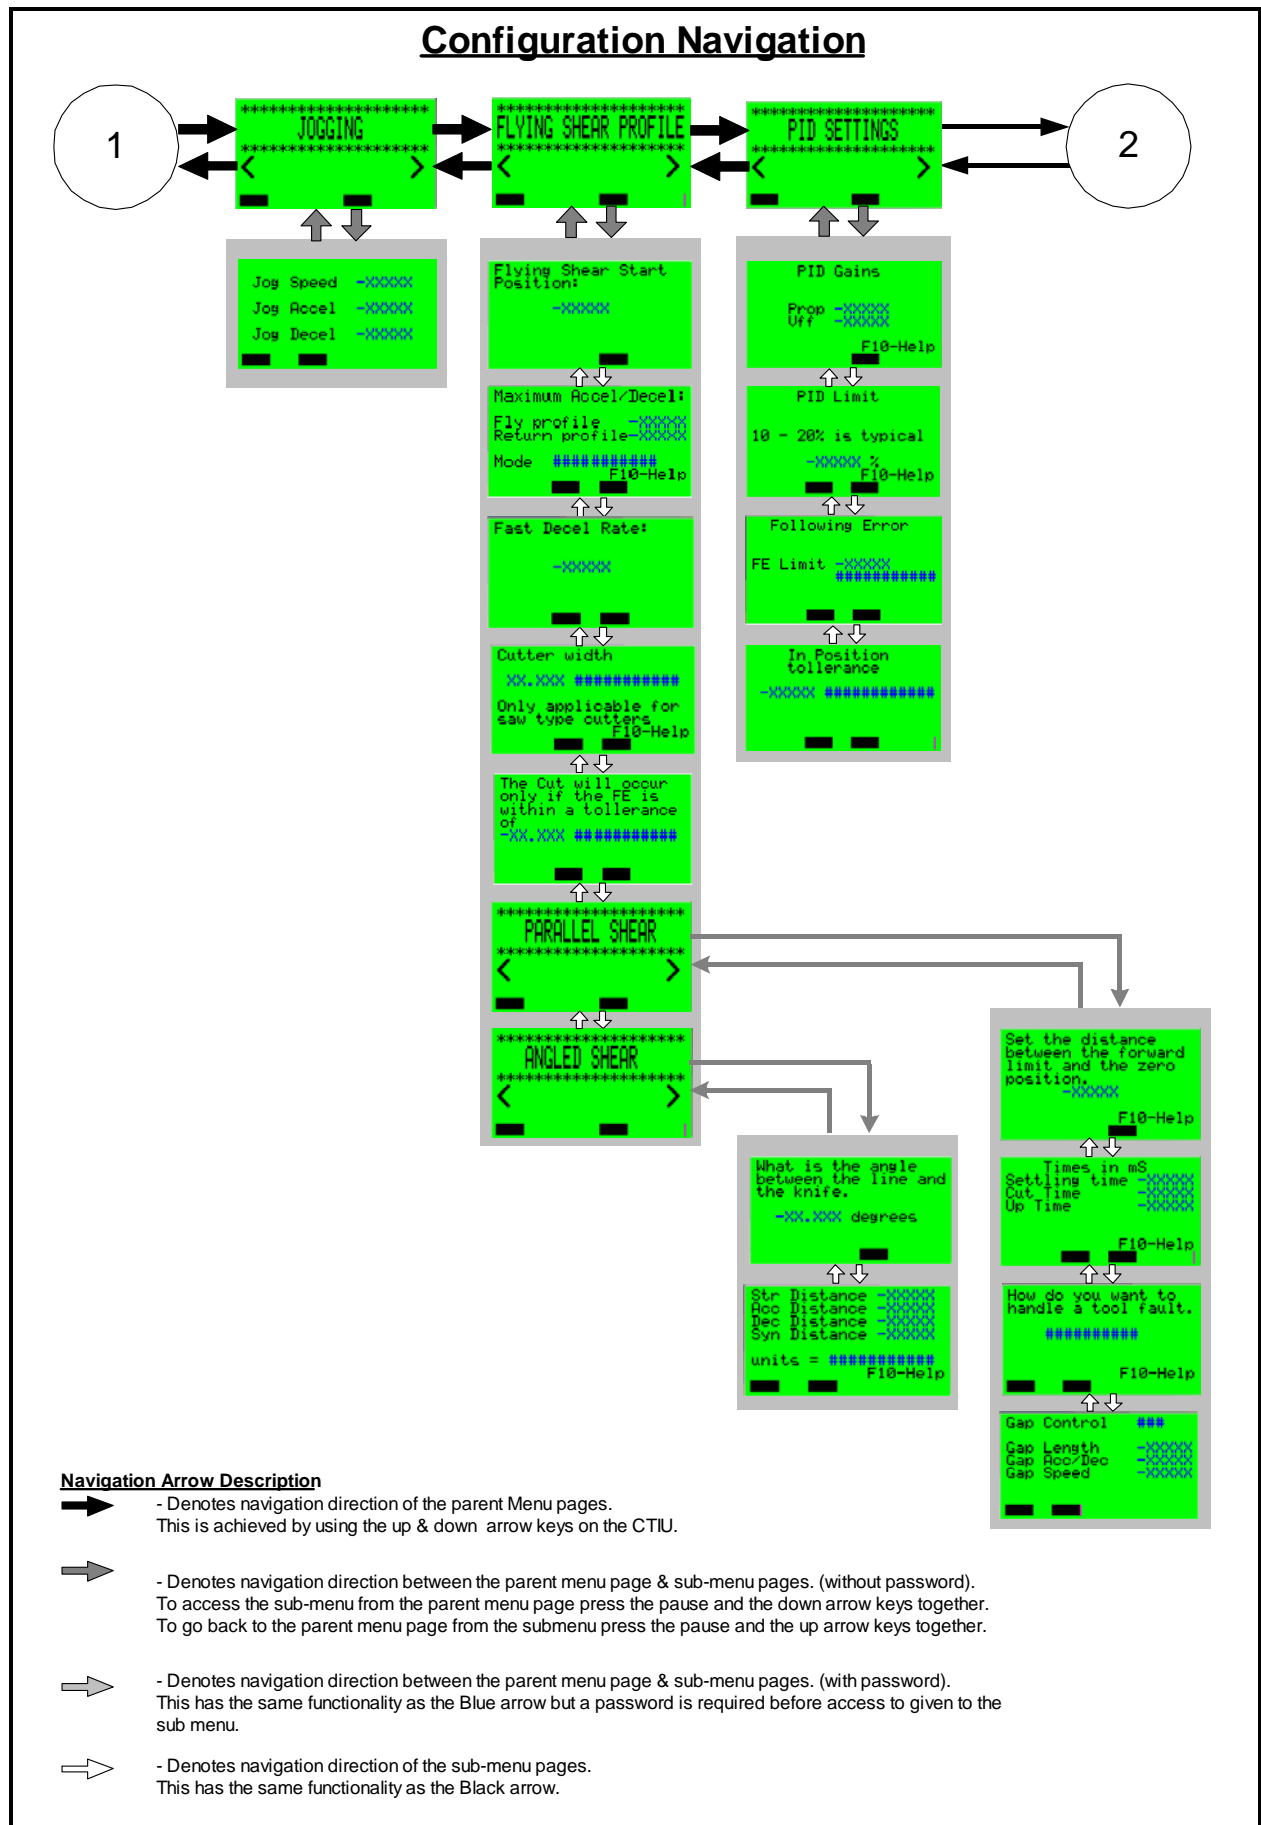 Configuration Navigation
1
********************
JOGGING
********************
< >
********************
FLYING SHEAR PROFILE
********************
< >
********************
PID SETTINGS
********************
< >
2
Jog Speed -XXXXX
Jog Accel -XXXXX
Jog Decel -XXXXX
Flying Shear Start
Position:
-XXXXX
Maximum Accel/Decel:
Fly profile -XXXXX
Return profile-XXXXX
Mode ###########
F10-Help
Fast Decel Rate:
-XXXXX
Cutter width
XX.XXX ###########
Only applicable for
saw type cutters
F10-Help
The Cut will occur
only if the FE is
within a tollerance
of
-XX.XXX ###########
********************
PARALLEL SHEAR
********************
< >
********************
ANGLED SHEAR
********************
< >
PID Gains
Prop -XXXXX
Vff -XXXXX
F10-Help
PID Limit
10 - 20% is typical
-XXXXX %
F10-Help
Following Error
FE Limit -XXXXX
###########
In Position
tollerance
-XXXXX ############
What is the angle
between the line and
the knife.
-XX.XXX degrees
Str Distance -XXXXX
Acc Distance -XXXXX
Dec Distance -XXXXX
Syn Distance -XXXXX
units = ###########
F10-Help
Set the distance
between the forward
limit and the zero
position.
-XXXXX
F10-Help
Times in mS
Settling time -XXXXX
Cut Time -XXXXX
Up Time -XXXXX
F10-Help
How do you want to
handle a tool fault.
##########
F10-Help
Gap Control ###
Gap Length -XXXXX
Gap Acc/Dec -XXXXX
Gap Speed -XXXXX
Navigation Arrow Description
- Denotes navigation direction of the parent Menu pages.
This is achieved by using the up & down arrow keys on the CTIU.
- Denotes navigation direction between the parent menu page & sub-menu pages. (without password).
To access the sub-menu from the parent menu page press the pause and the down arrow keys together.
To go back to the parent menu page from the submenu press the pause and the up arrow keys together.
- Denotes navigation direction between the parent menu page & sub-menu pages. (with password).
This has the same functionality as the Blue arrow but a password is required before access to given to the
sub menu.
- Denotes navigation direction of the sub-menu pages.
This has the same functionality as the Black arrow.